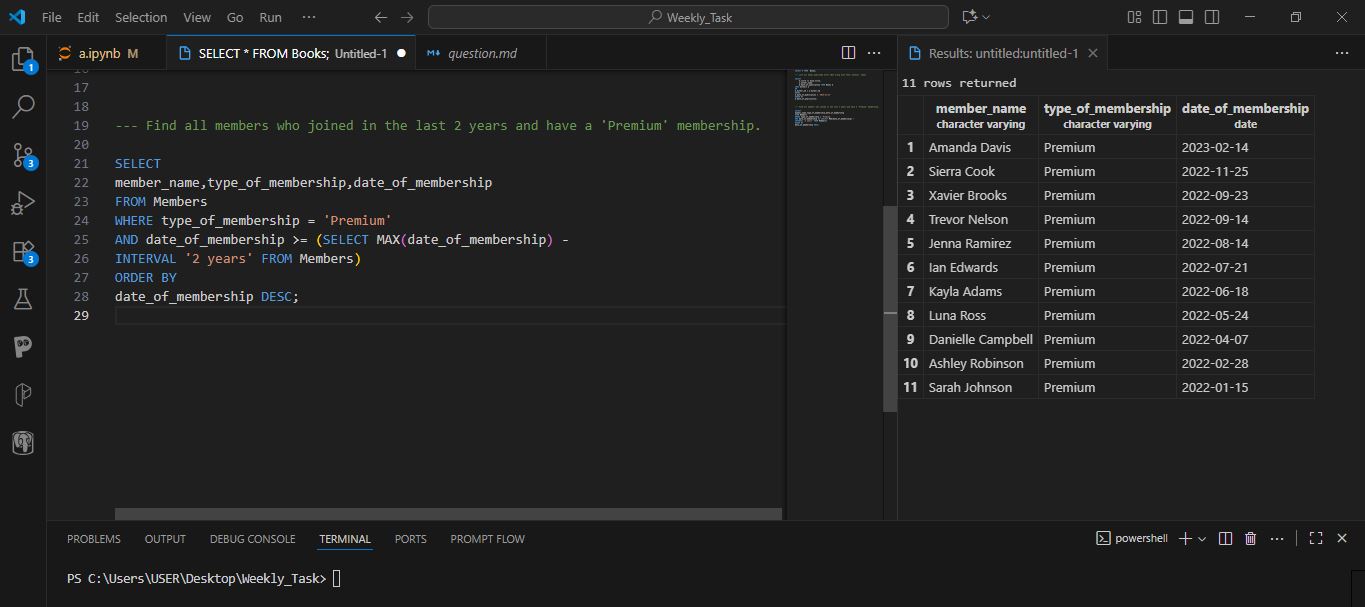 File Edit Selection View Go Run ··· Weekly_Task
a.ipynb M SELECT * FROM Books; Untitled-1 question.md
17
18
19 --- Find all members who joined in the last 2 years and have a 'Premium' membership.
20
21 SELECT
22 member_name,type_of_membership,date_of_membership
23 FROM Members
24 WHERE type_of_membership = 'Premium'
25 AND date_of_membership >= (SELECT MAX(date_of_membership) -
26 INTERVAL '2 years' FROM Members)
27 ORDER BY
28 date_of_membership DESC;
29
1
3
3
Results: untitled:untitled-1
11 rows returned
member_name type_of_membership date_of_membership
character varying character varying date
1 Amanda Davis Premium 2023-02-14
2 Sierra Cook Premium 2022-11-25
3 Xavier Brooks Premium 2022-09-23
4 Trevor Nelson Premium 2022-09-14
5 Jenna Ramirez Premium 2022-08-14
6 Ian Edwards Premium 2022-07-21
7 Kayla Adams Premium 2022-06-18
8 Luna Ross Premium 2022-05-24
9 Danielle Campbell Premium 2022-04-07
10 Ashley Robinson Premium 2022-02-28
11 Sarah Johnson Premium 2022-01-15
PROBLEMS OUTPUT DEBUG CONSOLE TERMINAL PORTS PROMPT FLOW powershell
PS C:\Users\USER\Desktop\Weekly_Task>